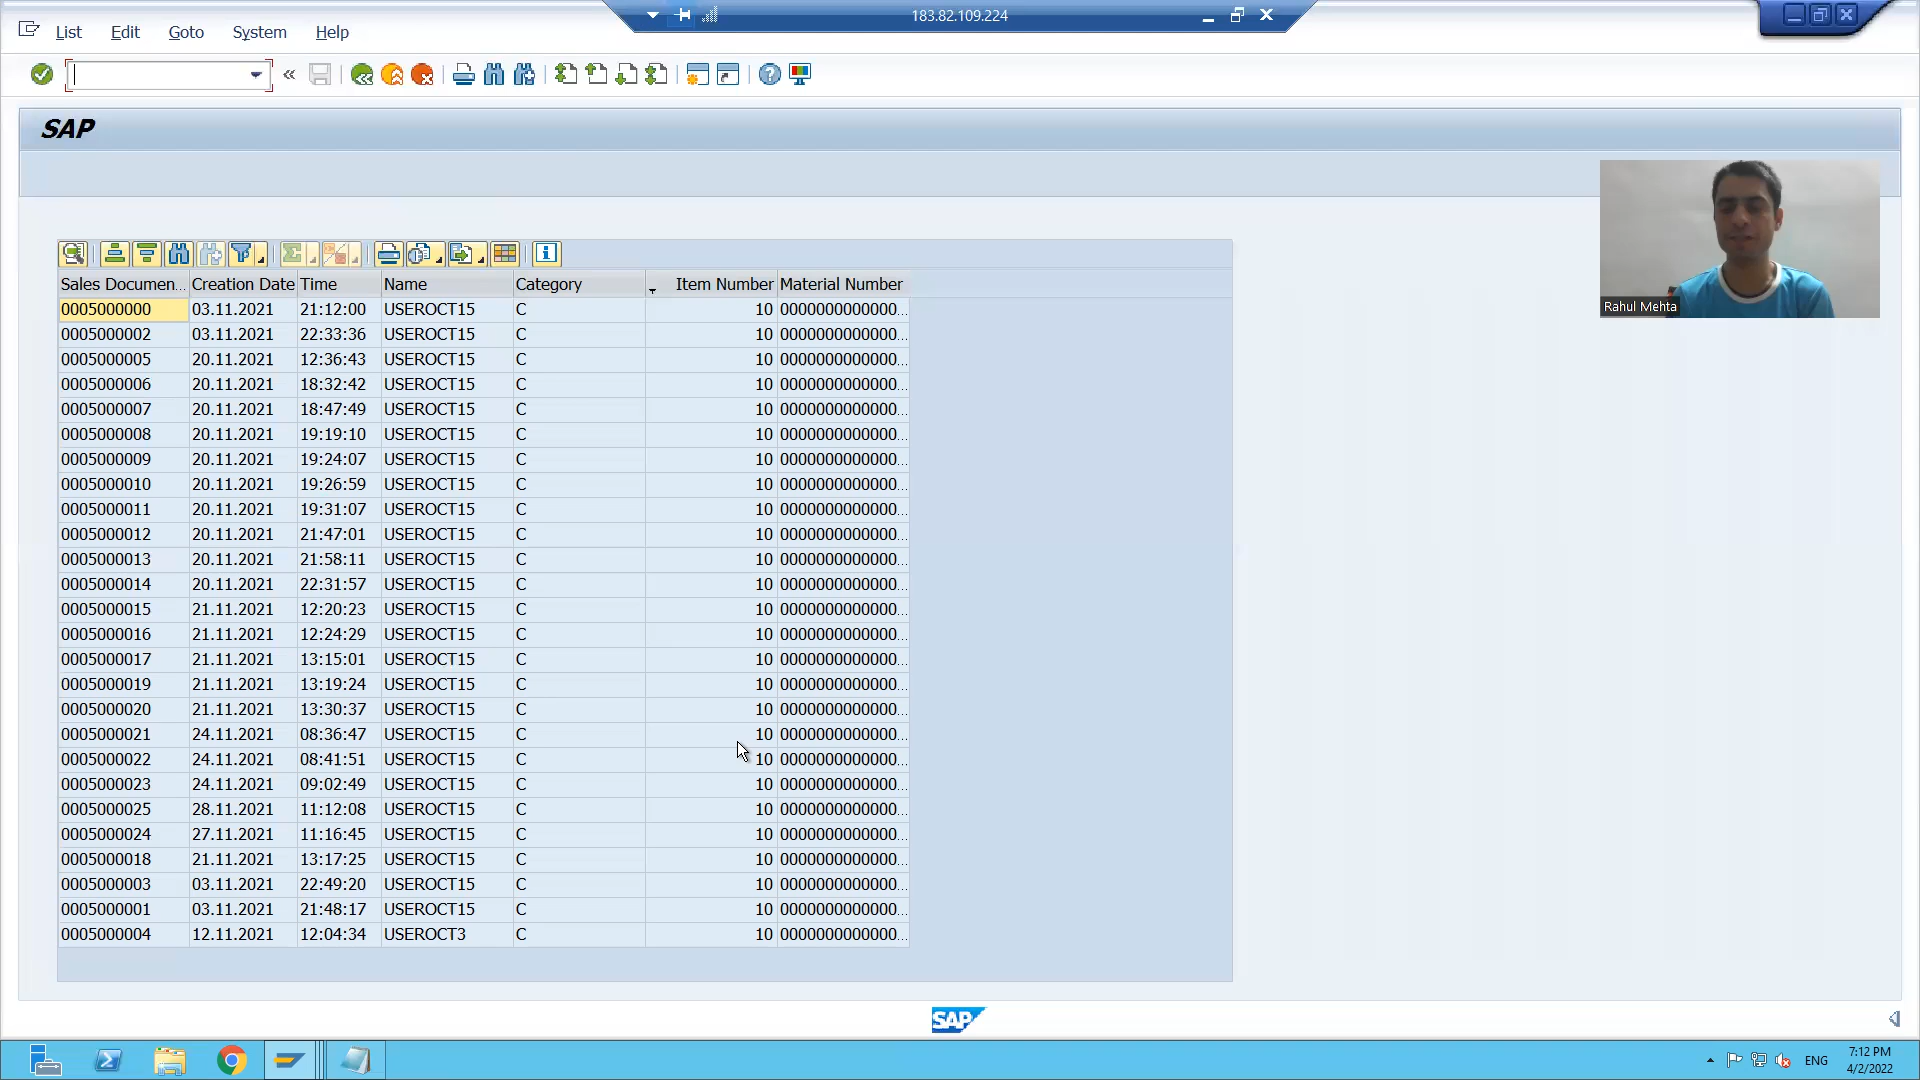 183.82.109.224
List Edit Goto System Help
SAP
Rahul Mehta
Sales Documen... Creation Date Time Name Category Item Number Material Number
0005000000 03.11.2021 21:12:00 USEROCT15 C 10 0000000000000...
0005000002 03.11.2021 22:33:36 USEROCT15 C 10 0000000000000...
0005000005 20.11.2021 12:36:43 USEROCT15 C 10 0000000000000...
0005000006 20.11.2021 18:32:42 USEROCT15 C 10 0000000000000...
0005000007 20.11.2021 18:47:49 USEROCT15 C 10 0000000000000...
0005000008 20.11.2021 19:19:10 USEROCT15 C 10 0000000000000...
0005000009 20.11.2021 19:24:07 USEROCT15 C 10 0000000000000...
0005000010 20.11.2021 19:26:59 USEROCT15 C 10 0000000000000...
0005000011 20.11.2021 19:31:07 USEROCT15 C 10 0000000000000...
0005000012 20.11.2021 21:47:01 USEROCT15 C 10 0000000000000...
0005000013 20.11.2021 21:58:11 USEROCT15 C 10 0000000000000...
0005000014 20.11.2021 22:31:57 USEROCT15 C 10 0000000000000...
0005000015 21.11.2021 12:20:23 USEROCT15 C 10 0000000000000...
0005000016 21.11.2021 12:24:29 USEROCT15 C 10 0000000000000...
0005000017 21.11.2021 13:15:01 USEROCT15 C 10 0000000000000...
0005000019 21.11.2021 13:19:24 USEROCT15 C 10 0000000000000...
0005000020 21.11.2021 13:30:37 USEROCT15 C 10 0000000000000...
0005000021 24.11.2021 08:36:47 USEROCT15 C 10 0000000000000...
0005000022 24.11.2021 08:41:51 USEROCT15 C 10 0000000000000...
0005000023 24.11.2021 09:02:49 USEROCT15 C 10 0000000000000...
0005000025 28.11.2021 11:12:08 USEROCT15 C 10 0000000000000...
0005000024 27.11.2021 11:16:45 USEROCT15 C 10 0000000000000...
0005000018 21.11.2021 13:17:25 USEROCT15 C 10 0000000000000...
0005000003 03.11.2021 22:49:20 USEROCT15 C 10 0000000000000...
0005000001 03.11.2021 21:48:17 USEROCT15 C 10 0000000000000...
0005000004 12.11.2021 12:04:34 USEROCT3 C 10 0000000000000...
SAP
ENG
7:12 PM
4/2/2022